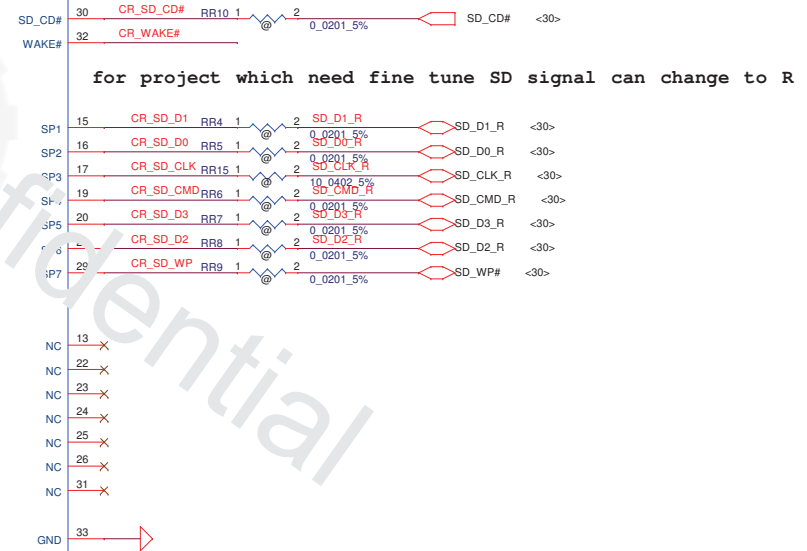 SD_CD# 30 CR_SD_CD# RR10 1 2 0_0201_5% SD_CD# <30>
@
WAKE# 32 CR_WAKE#
for project which need fine tune SD signal can change to R
SP1 15 CR_SD_D1 RR4 1 2 SD_D1_R 0_0201_5% SD_D1_R <30>
@
SP2 16 CR_SD_D0 RR5 1 2 SD_D0_R 0_0201_5% SD_D0_R <30>
@
SP3 17 CR_SD_CLK RR15 1 2 SD_CLK_R 10_0402_5% SD_CLK_R <30>
@
19 CR_SD_CMD RR6 1 2 SD_CMD_R 0_0201_5% SD_CMD_R <30>
@
SP5 20 CR_SD_D3 RR7 1 2 SD_D3_R 0_0201_5% SD_D3_R <30>
@
CR_SD_D2 RR8 1 2 SD_D2_R 0_0201_5% SD_D2_R <30>
@
SP7 29 CR_SD_WP RR9 1 2 0_0201_5% SD_WP# <30>
@
NC 13
NC 22
NC 23
NC 24
NC 25
NC 26
NC 31
GND 33
fidential